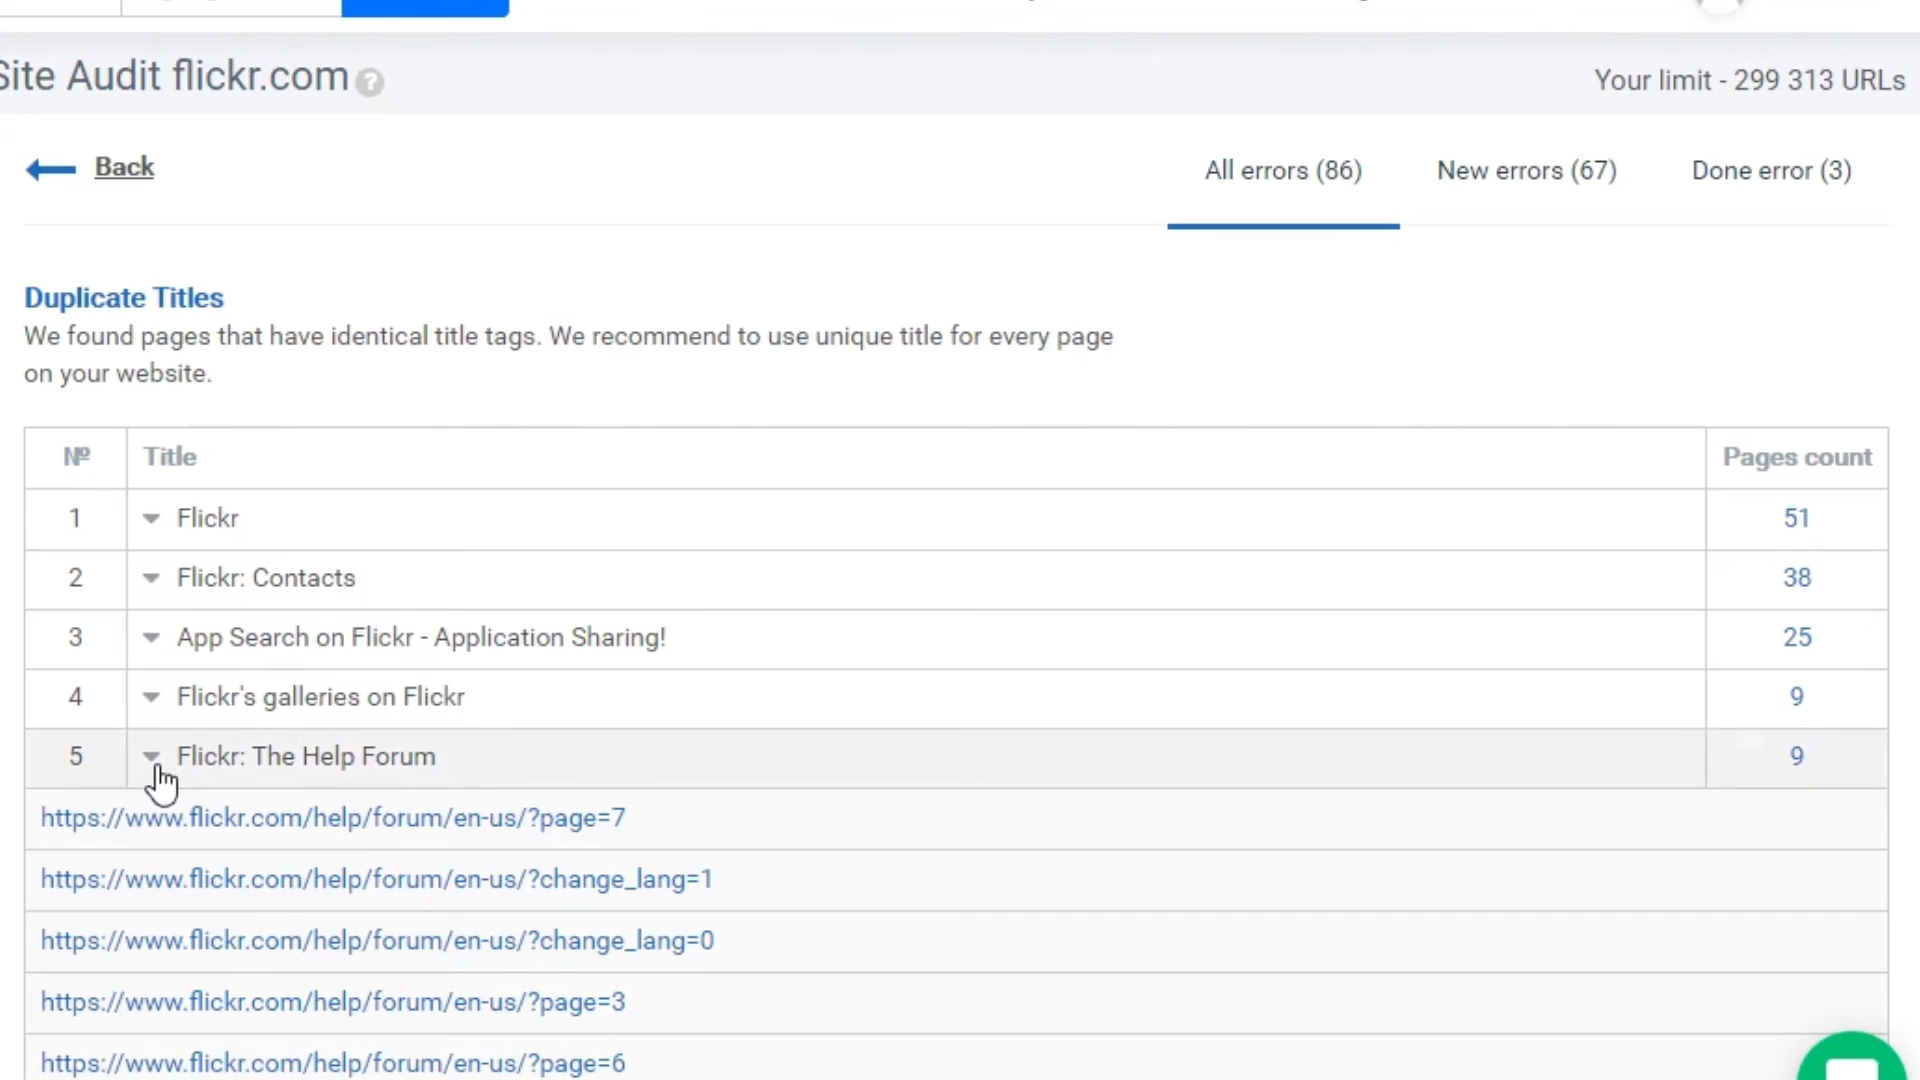 Site Audit flickr.com ?
Your limit - 299 313 URLs
Back
All errors (86)
New errors (67)
Done error (3)
Duplicate Titles
We found pages that have identical title tags. We recommend to use unique title for every page
on your website.
№ Title Pages count
1 Flickr 51
2 Flickr: Contacts 38
3 App Search on Flickr - Application Sharing! 25
4 Flickr's galleries on Flickr 9
5 Flickr: The Help Forum 9
https://www.flickr.com/help/forum/en-us/?page=7
https://www.flickr.com/help/forum/en-us/?change_lang=1
https://www.flickr.com/help/forum/en-us/?change_lang=0
https://www.flickr.com/help/forum/en-us/?page=3
https://www.flickr.com/help/forum/en-us/?page=6